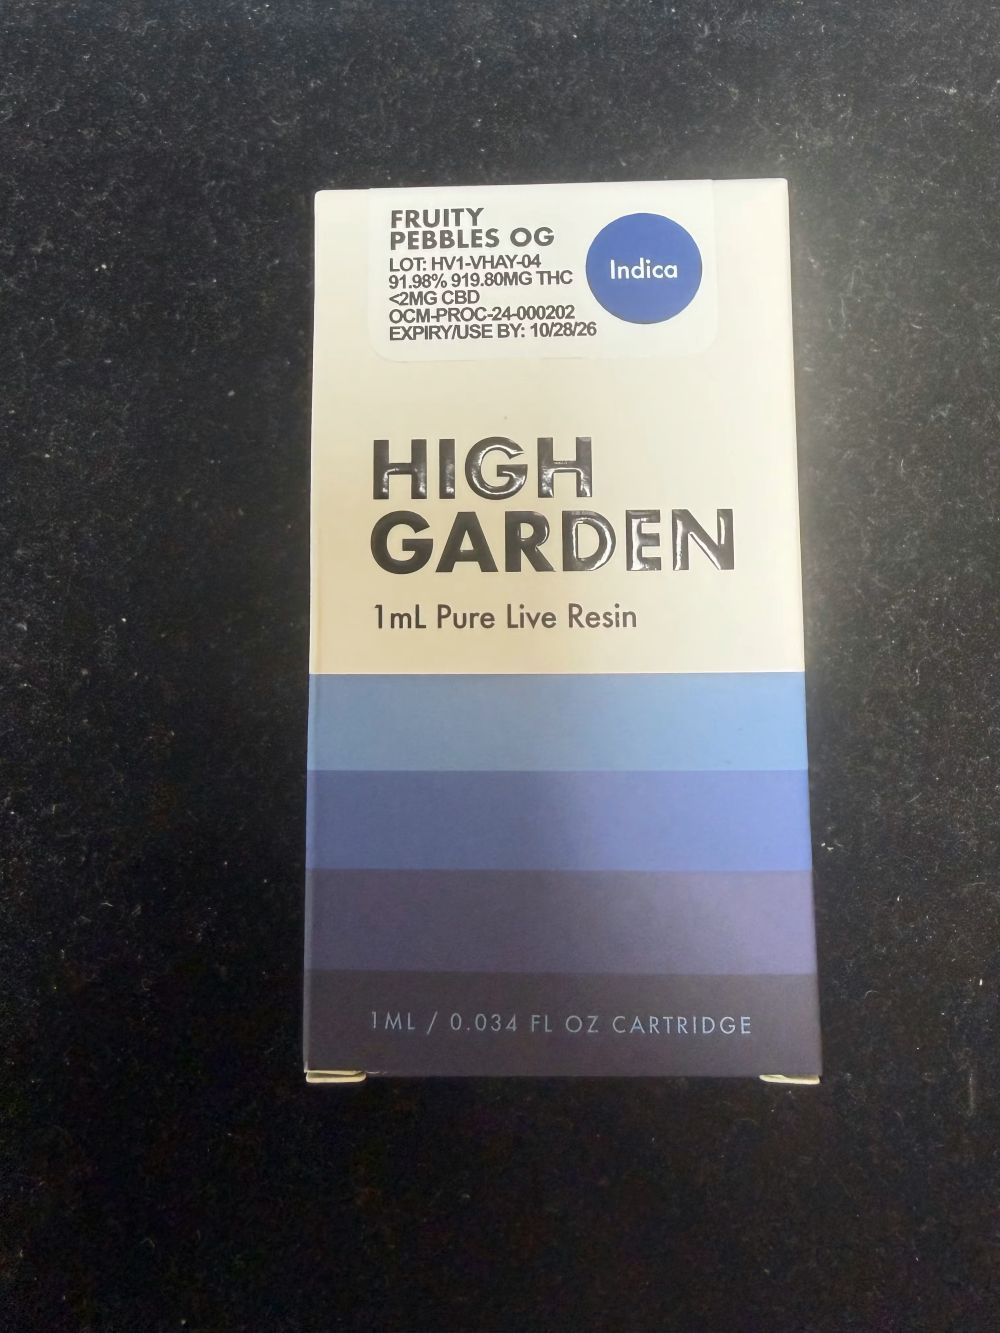 FRUITY
PEBBLES OG
LOT: HV1-VHAY-04
91.98% 919.80MG THC
<2MG CBD
OCM-PROC-24-000202
EXPIRY/USE BY: 10/28/26
Indica
HIGH
GARDEN
1mL Pure Live Resin
1ML / 0.034 FL OZ CARTRIDGE